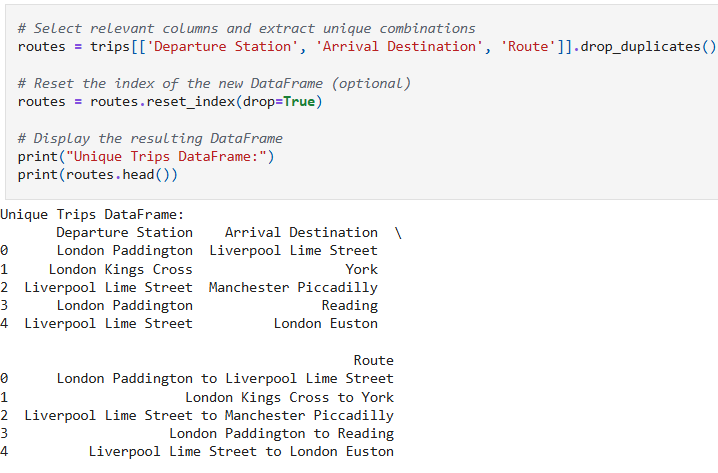 # Select relevant columns and extract unique combinations
routes = trips[['Departure Station', 'Arrival Destination', 'Route']].drop_duplicates()
# Reset the index of the new DataFrame (optional)
routes = routes.reset_index(drop=True)
# Display the resulting DataFrame
print("Unique Trips DataFrame:")
print(routes.head())
Unique Trips DataFrame:
Departure Station Arrival Destination \
0 London Paddington Liverpool Lime Street
1 London Kings Cross York
2 Liverpool Lime Street Manchester Piccadilly
3 London Paddington Reading
4 Liverpool Lime Street London Euston
Route
0 London Paddington to Liverpool Lime Street
1 London Kings Cross to York
2 Liverpool Lime Street to Manchester Piccadilly
3 London Paddington to Reading
4 Liverpool Lime Street to London Euston